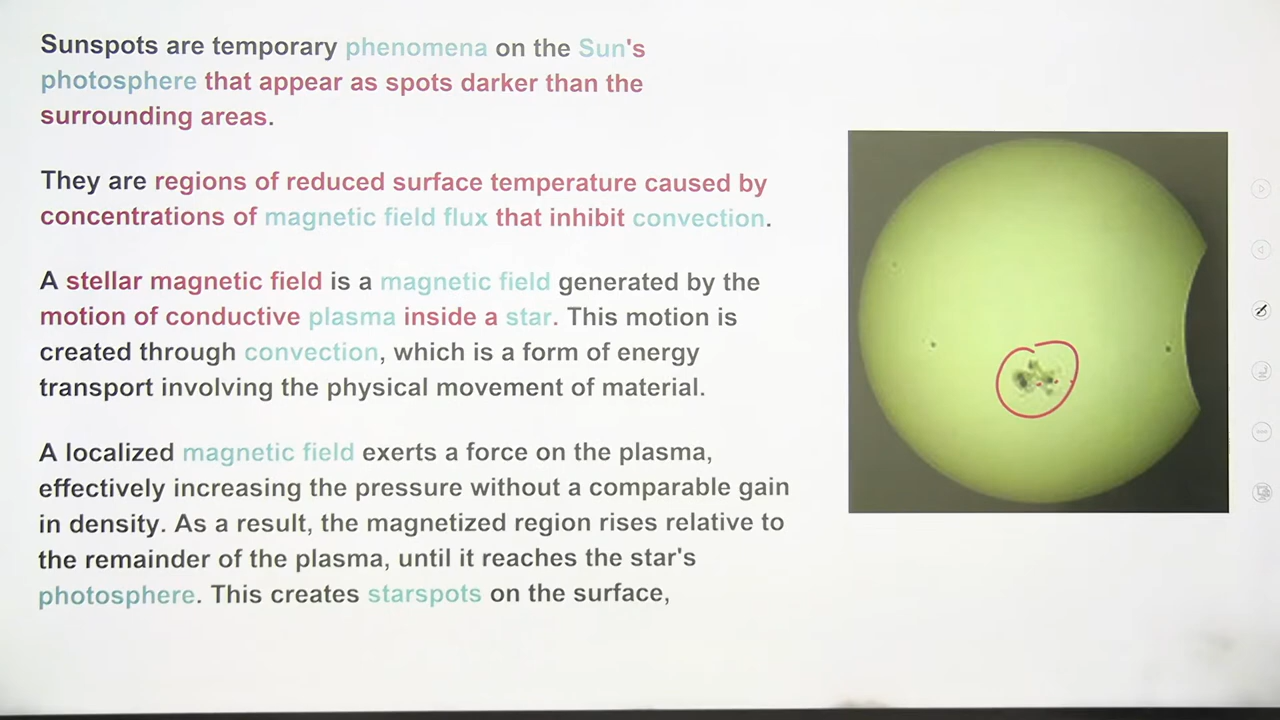 Sunspots are temporary phenomena on the Sun's
photosphere that appear as spots darker than the
surrounding areas.
They are regions of reduced surface temperature caused by
concentrations of magnetic field flux that inhibit convection.
A stellar magnetic field is a magnetic field generated by the
motion of conductive plasma inside a star. This motion is
created through convection, which is a form of energy
transport involving the physical movement of material.
A localized magnetic field exerts a force on the plasma,
effectively increasing the pressure without a comparable gain
in density. As a result, the magnetized region rises relative to
the remainder of the plasma, until it reaches the star's
photosphere. This creates starspots on the surface,